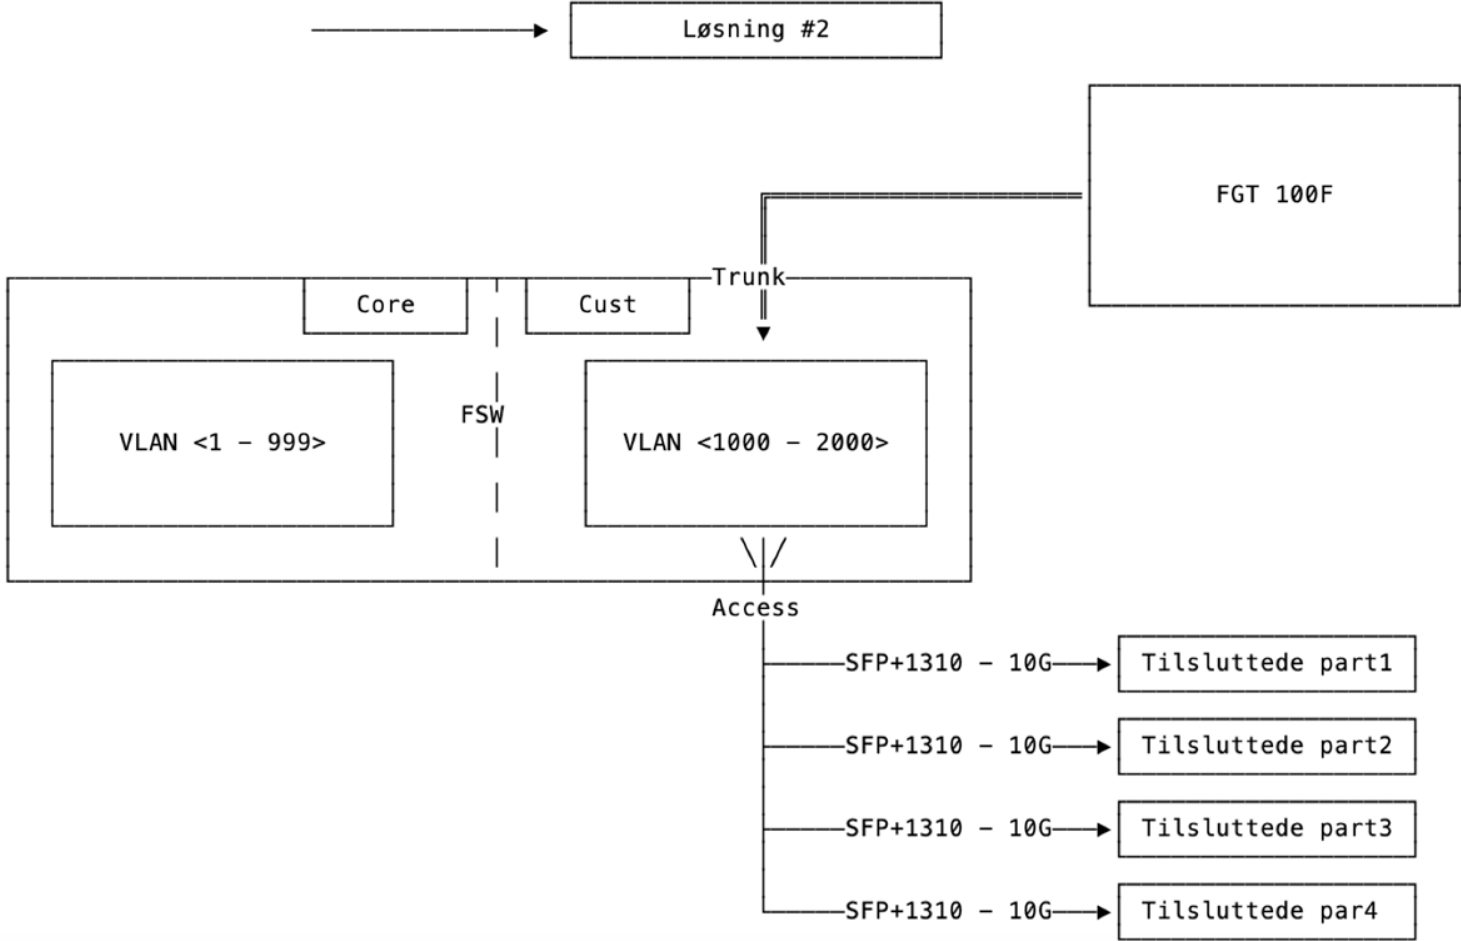 Løsning #2
FGT 100F
Trunk
Core
Cust
FSW
VLAN <1 - 999>
VLAN <1000 - 2000>
Access
SFP+1310 - 10G
Tilsluttede part1
SFP+1310 - 10G
Tilsluttede part2
SFP+1310 - 10G
Tilsluttede part3
SFP+1310 - 10G
Tilsluttede par4